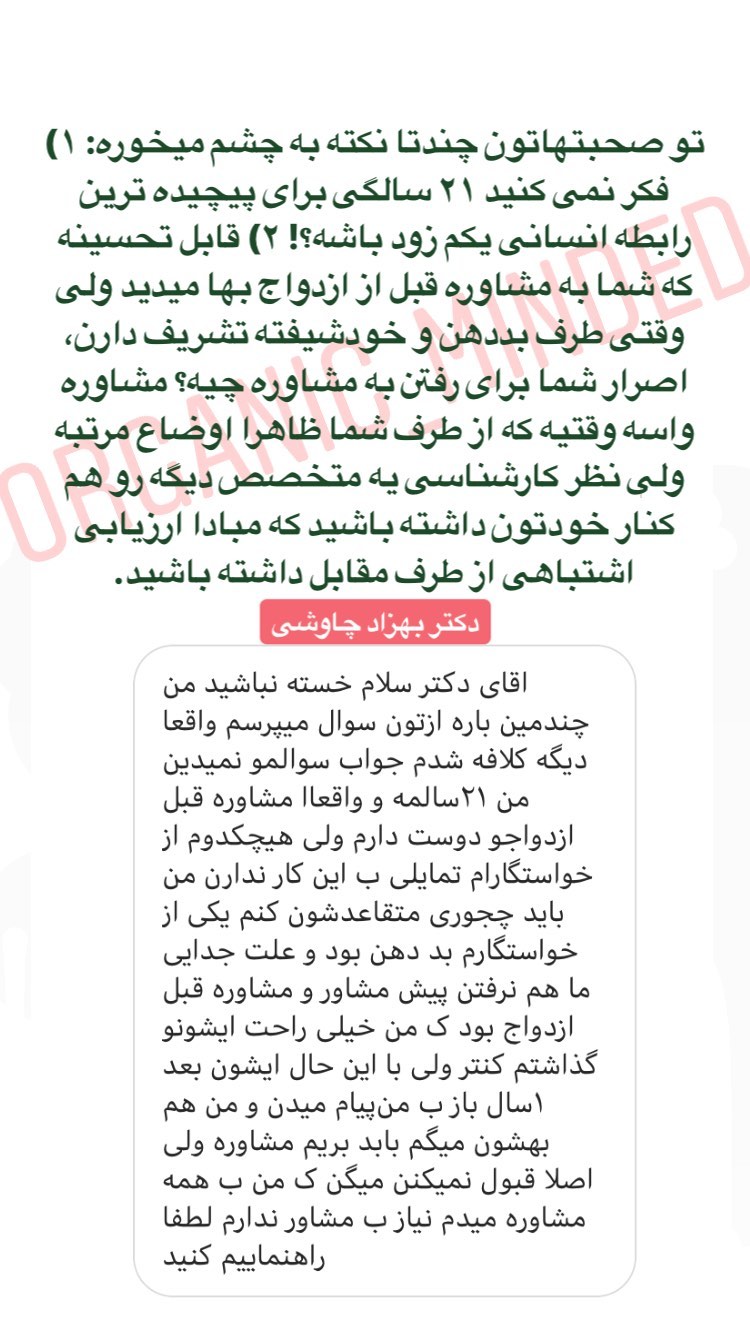 تو صحبتهاتون چندتا نکته به چشم میخوره: ۱)
فکر نمی کنید ۲۱ سالگی برای پیچیده ترین
رابطه انسانی یکم زود باشه؟! ۲) قابل تحسینه
که شما به مشاوره قبل از ازدواج بها میدید ولی
وقتی طرف بددهن و خودشیفته تشریف دارن،
اصرار شما برای رفتن به مشاوره چیه؟ مشاوره
واسه وقتیه که از طرف شما ظاهرا اوضاع مرتبه
ولی نظر کارشناسی یه متخصص دیگه رو هم
کنار خودتون داشته باشید که مبادا ارزیابی
اشتباهی از طرف مقابل داشته باشید.
ORGANIC_MINDED
دکتر بهزاد چاوشی
اقای دکتر سلام خسته نباشید من
چندمین باره ازتون سوال میپرسم واقعا
دیگه کلافه شدم جواب سوالمو نمیدین
من ۲۱سالمه و واقعاا مشاوره قبل
ازدواجو دوست دارم ولی هیچکدوم از
خواستگارام تمایلی ب این کار ندارن من
باید چجوری متقاعدشون کنم یکی از
خواستگارم بد دهن بود و علت جدایی
ما هم نرفتن پیش مشاور و مشاوره قبل
ازدواج بود ک من خیلی راحت ایشونو
گذاشتم کنتر ولی با این حال ایشون بعد
۱سال باز ب من‌پیام میدن و من هم
بهشون میگم بابد بریم مشاوره ولی
اصلا قبول نمیکنن میگن ک من ب همه
مشاوره میدم نیاز ب مشاور ندارم لطفا
راهنماییم کنید